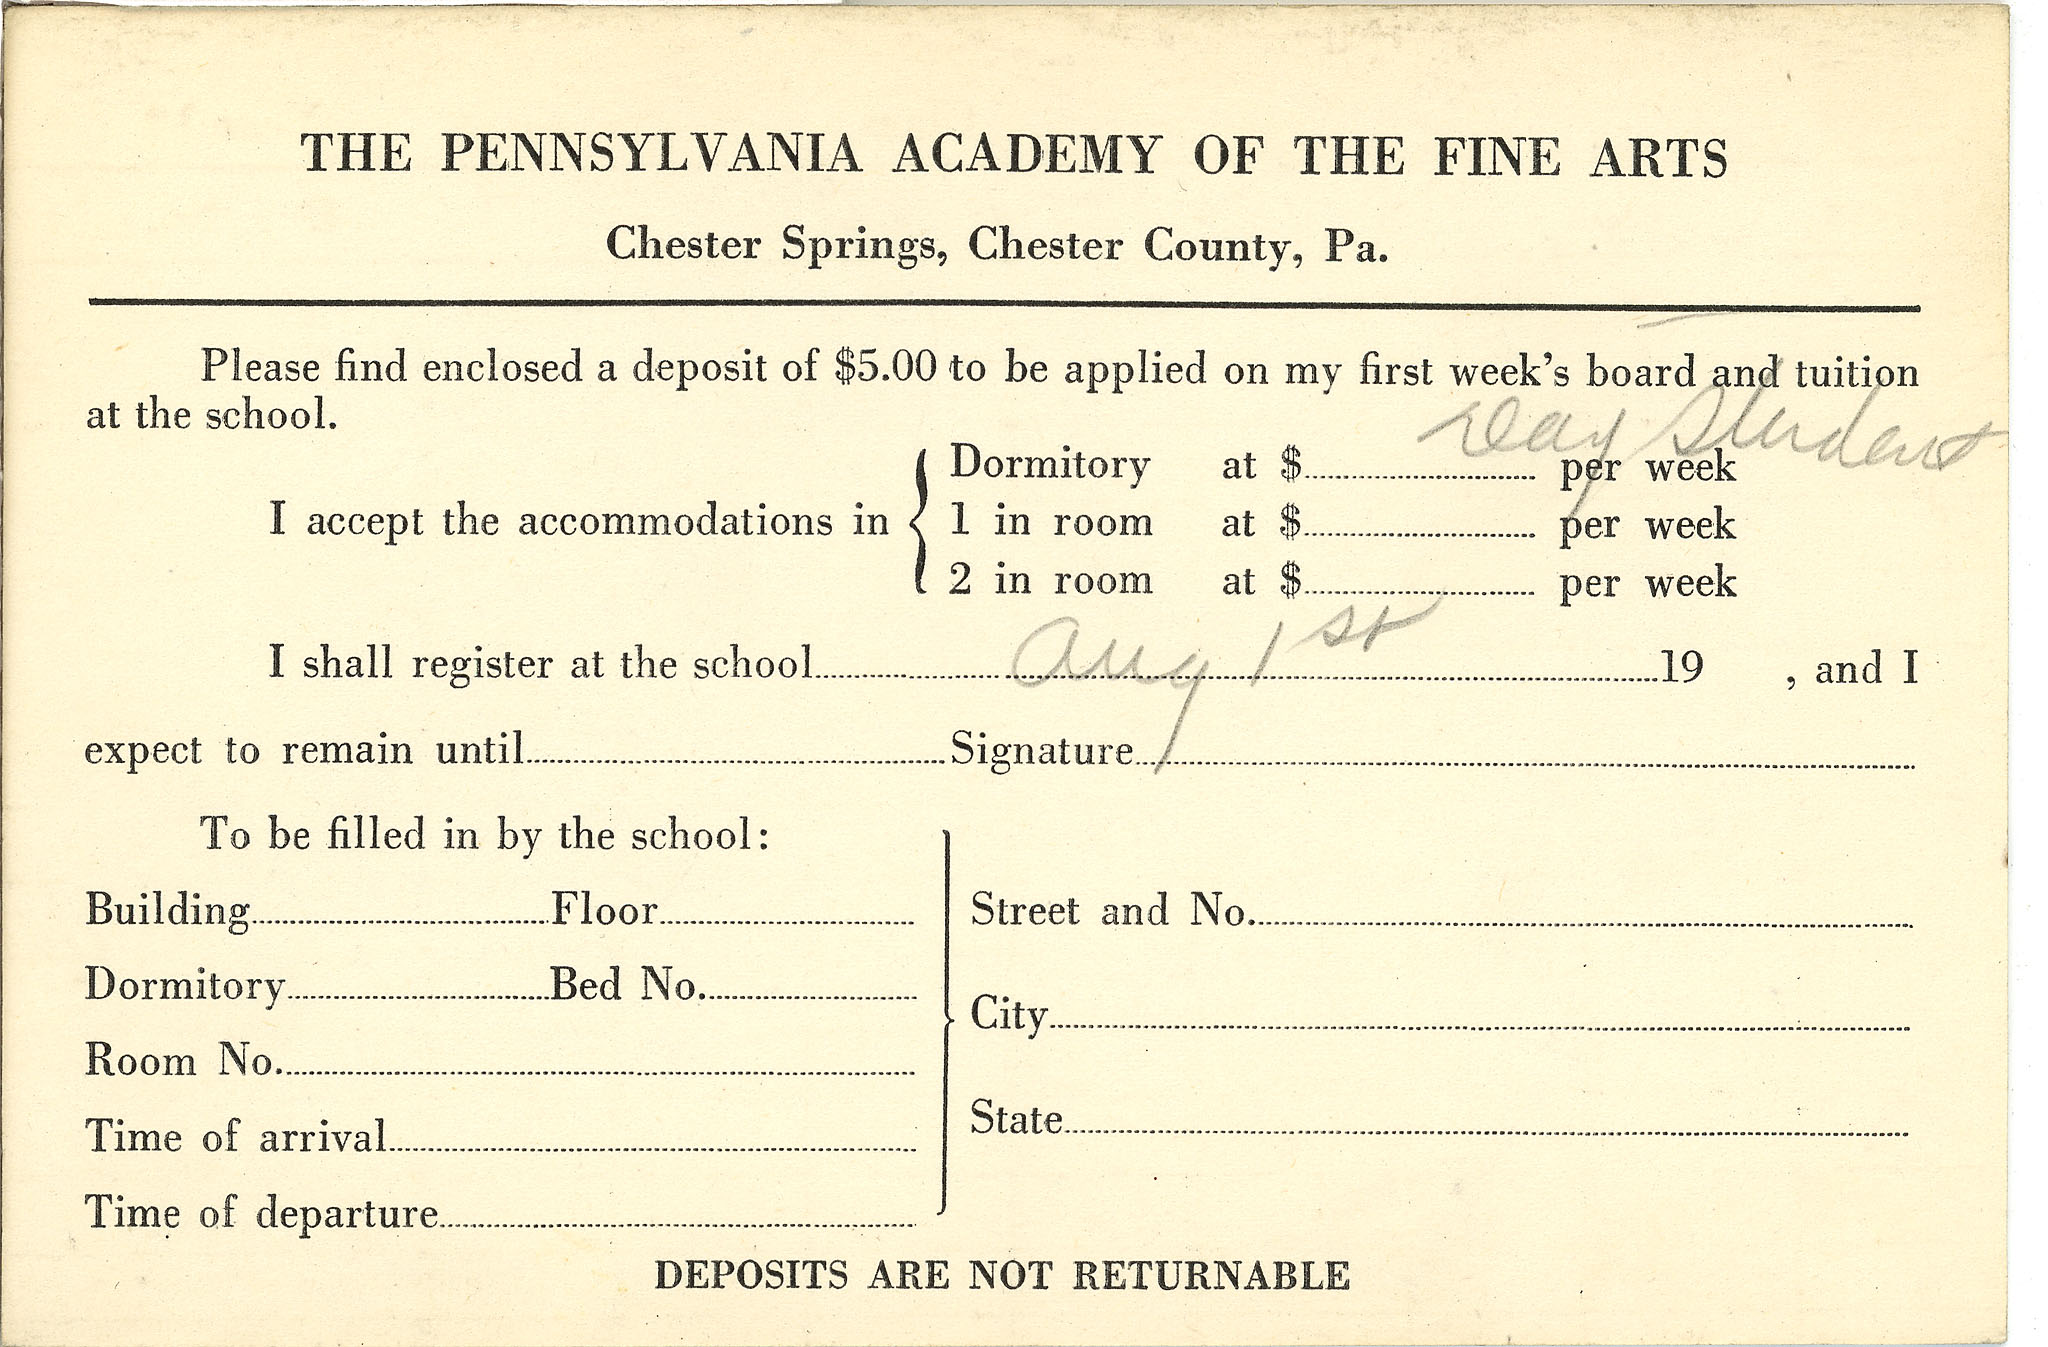 THE PENNSYLVANIA ACADEMY OF THE FINE ARTS
Chester Springs, Chester County, Pa.
Please find enclosed a deposit of $5.00 to be applied on my first week's board and tuition
at the school.
Day Student
Dormitory at $ per week
I accept the accommodations in 1 in room at $ per week
2 in room at $ per week
I shall register at the school Aug 1st 19 , and I
expect to remain until Signature
To be filled in by the school:
Building Floor Street and No.
Dormitory Bed No.
City
Room No.
State
Time of arrival
Time of departure
DEPOSITS ARE NOT RETURNABLE